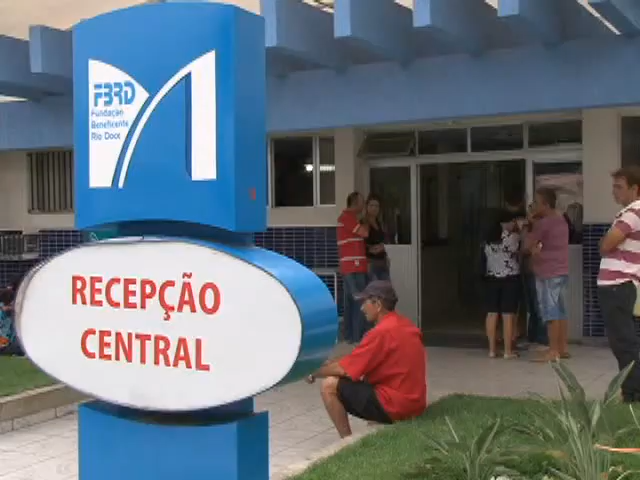 FBRD
Fundação
Beneficente
Rio Doce
RECEPÇÃO
CENTRAL